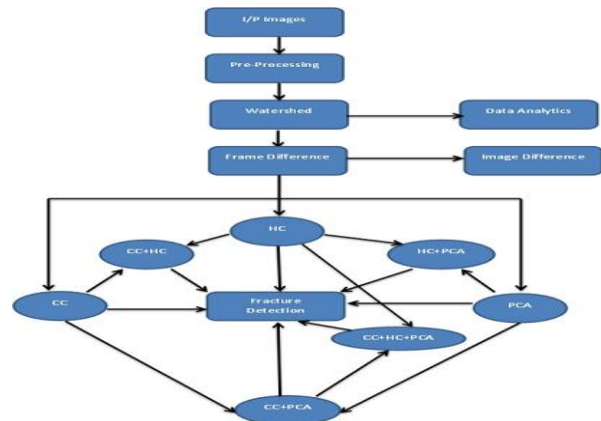 I/P Images
Pre-Processing
Watershed
Data Analytics
Frame Difference
Image Difference
HC
CC+HC
HC+PCA
CC
Fracture
Detection
PCA
CC+HC+PCA
CC+PCA